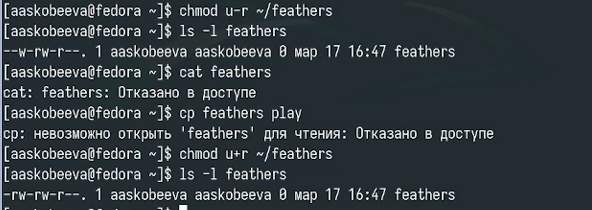 [aaskobeeva@fedora ~]$ chmod u-r ~/feathers
[aaskobeeva@fedora ~]$ ls -l feathers
--w-rw-r--. 1 aaskobeeva aaskobeeva 0 мар 17 16:47 feathers
[aaskobeeva@fedora ~]$ cat feathers
cat: feathers: Отказано в доступе
[aaskobeeva@fedora ~]$ cp feathers play
cp: невозможно открыть 'feathers' для чтения: Отказано в доступе
[aaskobeeva@fedora ~]$ chmod u+r ~/feathers
[aaskobeeva@fedora ~]$ ls -l feathers
-rw-rw-r--. 1 aaskobeeva aaskobeeva 0 мар 17 16:47 feathers
[aaskobeeva@fedora ~]$